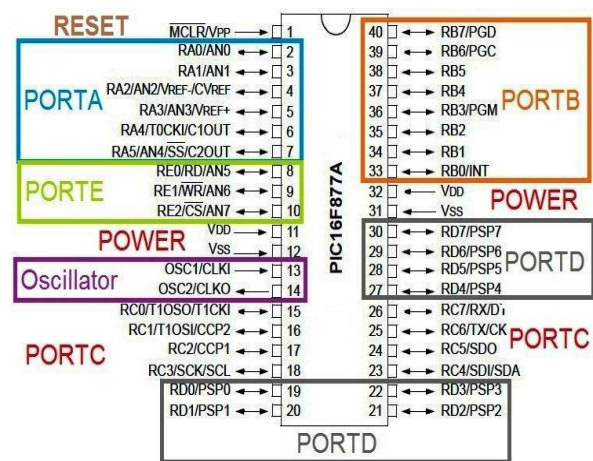 RESET
MCLR/VPP 1
RA0/AN0 2
RA1/AN1 3
PORTA
RA2/AN2/VREF-/CVREF 4
RA3/AN3/VREF+ 5
RA4/T0CKI/C1OUT 6
RA5/AN4/SS/C2OUT 7
RE0/RD/AN5 8
PORTE
RE1/WR/AN6 9
RE2/CS/AN7 10
POWER
VDD 11
VSS 12
Oscillator
OSC1/CLKI 13
OSC2/CLKO 14
RC0/T1OSO/T1CKI 15
RC1/T1OSI/CCP2 16
PORTC
RC2/CCP1 17
RC3/SCK/SCL 18
RD0/PSP0 19
RD1/PSP1 20
PIC16F877A
40 RB7/PGD
39 RB6/PGC
38 RB5
37 RB4
PORTB
36 RB3/PGM
35 RB2
34 RB1
33 RB0/INT
32 VDD
POWER
31 VSS
30 RD7/PSP7
29 RD6/PSP6
PORTD
28 RD5/PSP5
27 RD4/PSP4
26 RC7/RX/
25 RC6/TX/CK
PORTC
24 RC5/SDO
23 RC4/SDI/SDA
22 RD3/PSP3
21 RD2/PSP2
PORTD